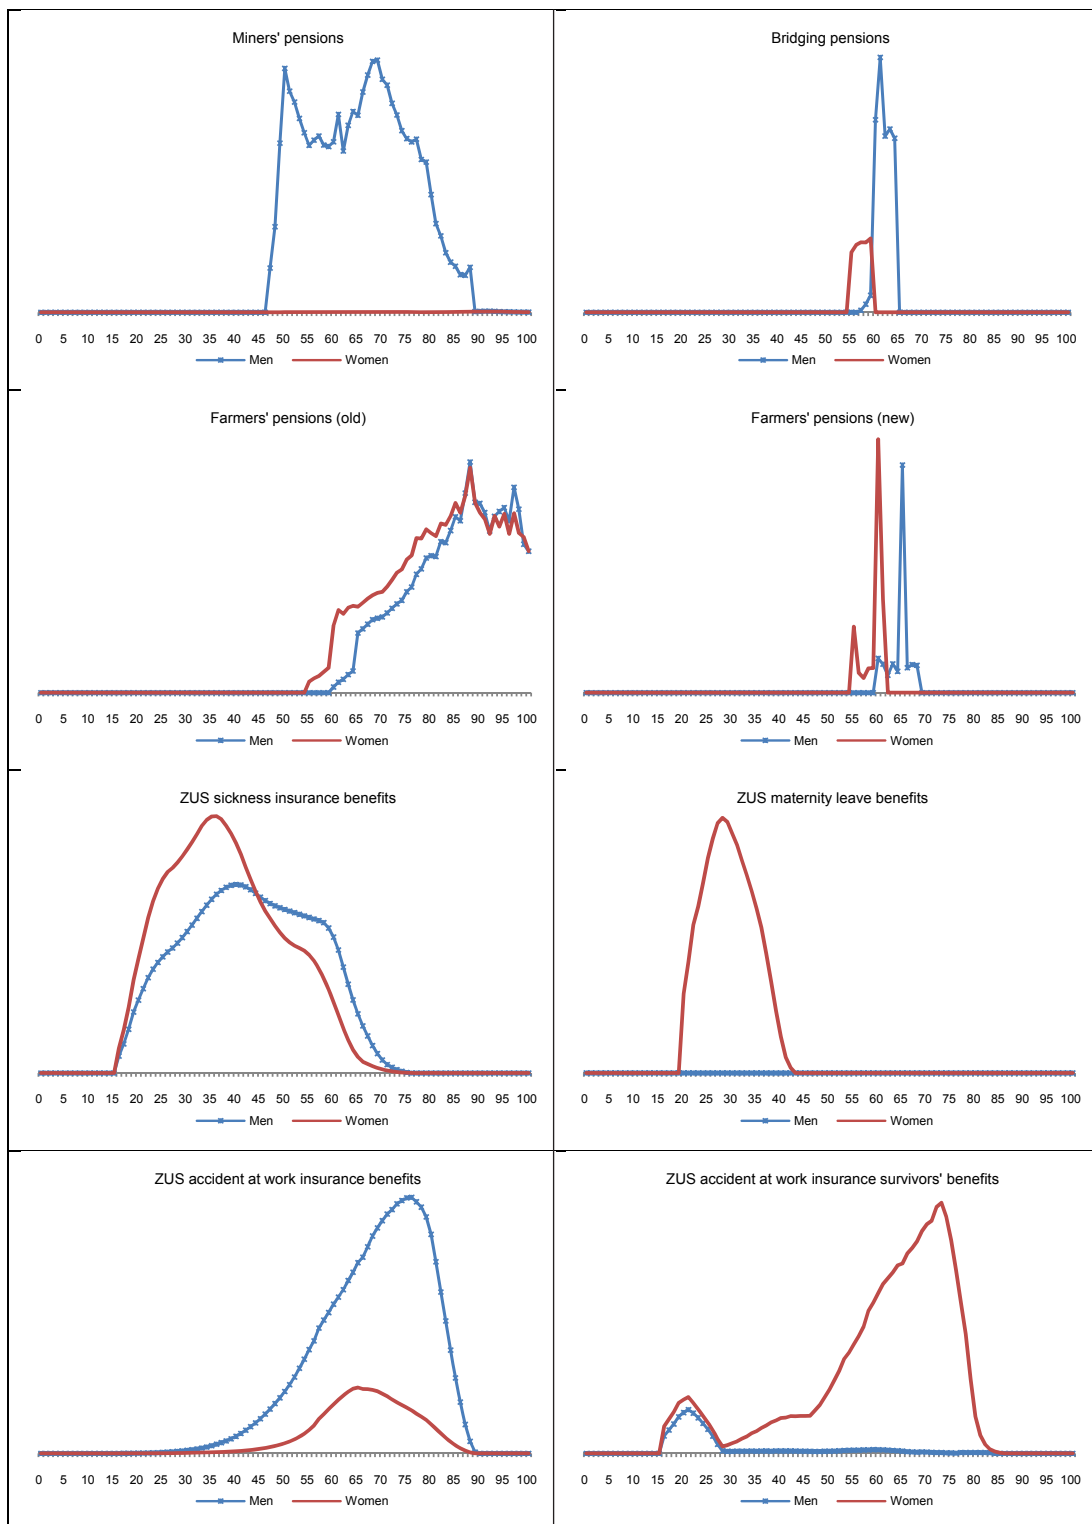 Miners' pensions
0 5 10 15 20 25 30 35 40 45 50 55 60 65 70 75 80 85 90 95 100
Men Women
Bridging pensions
0 5 10 15 20 25 30 35 40 45 50 55 60 65 70 75 80 85 90 95 100
Men Women
Farmers' pensions (old)
0 5 10 15 20 25 30 35 40 45 50 55 60 65 70 75 80 85 90 95 100
Men Women
Farmers' pensions (new)
0 5 10 15 20 25 30 35 40 45 50 55 60 65 70 75 80 85 90 95 100
Men Women
ZUS sickness insurance benefits
0 5 10 15 20 25 30 35 40 45 50 55 60 65 70 75 80 85 90 95 100
Men Women
ZUS maternity leave benefits
0 5 10 15 20 25 30 35 40 45 50 55 60 65 70 75 80 85 90 95 100
Men Women
ZUS accident at work insurance benefits
0 5 10 15 20 25 30 35 40 45 50 55 60 65 70 75 80 85 90 95 100
Men Women
ZUS accident at work insurance survivors' benefits
0 5 10 15 20 25 30 35 40 45 50 55 60 65 70 75 80 85 90 95 100
Men Women